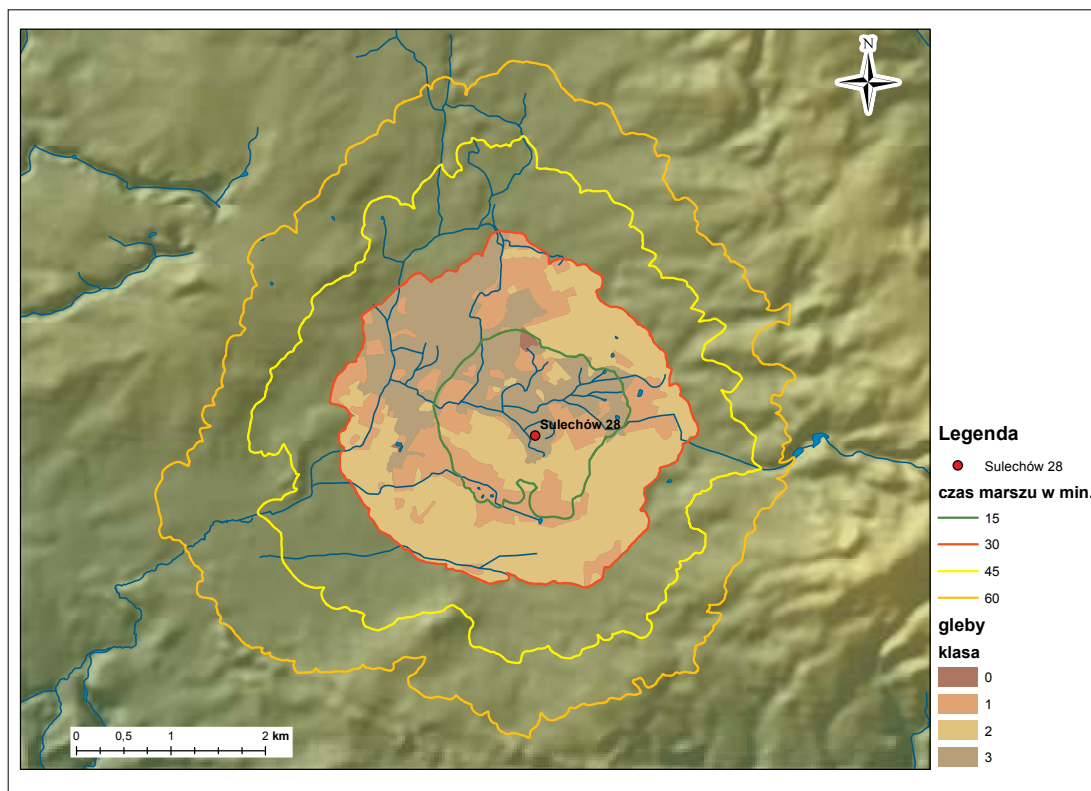 N
Sulechów 28
0 0,5 1 2 km
Legenda
Sulechów 28
czas marszu w min.
15
30
45
60
gleby
klasa
0
1
2
3